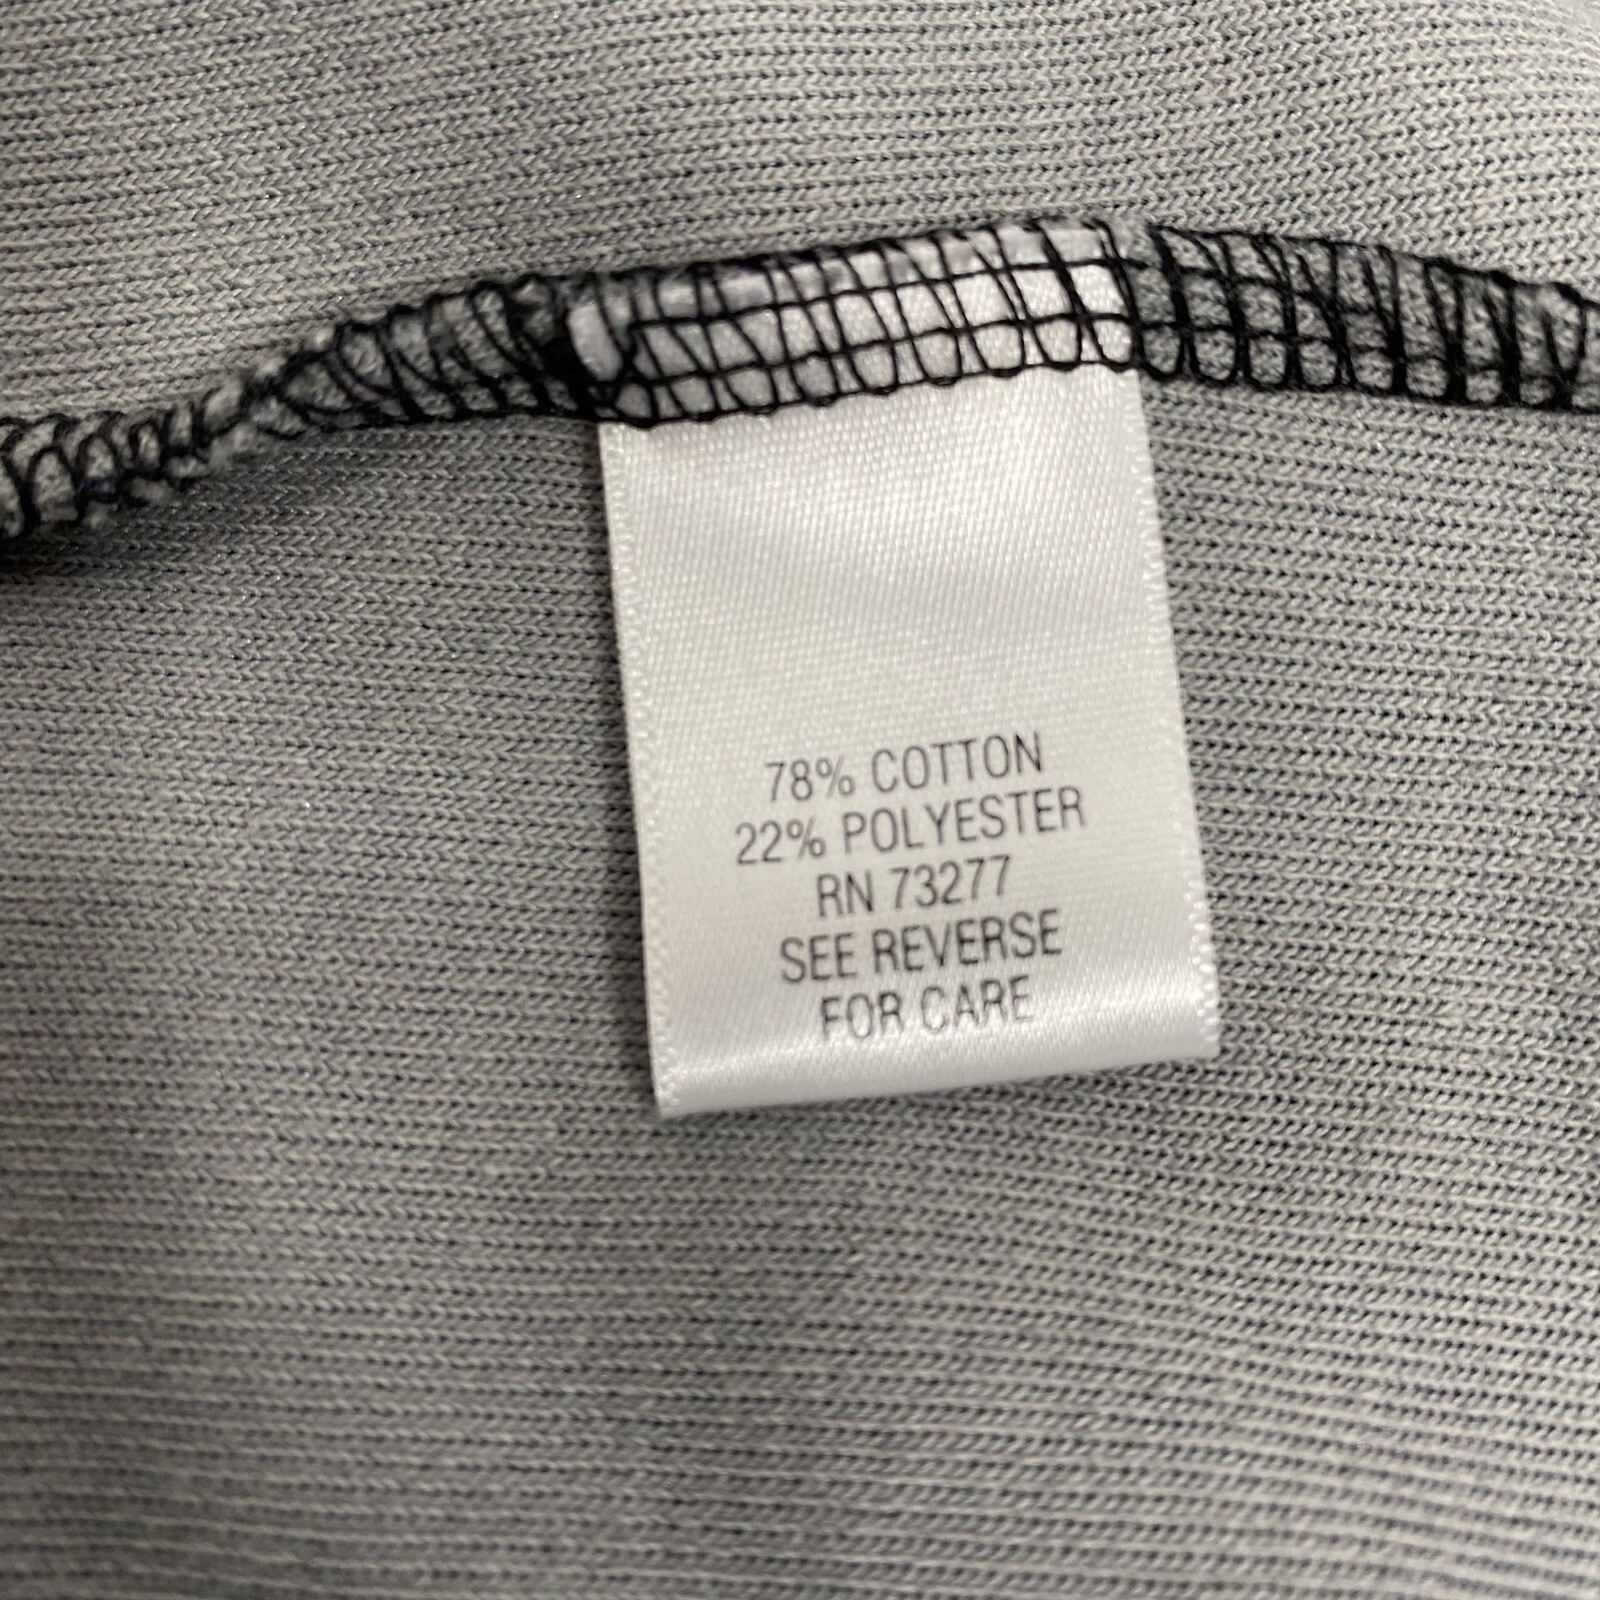 78% COTTON
22% POLYESTER
RN 73277
SEE REVERSE
FOR CARE